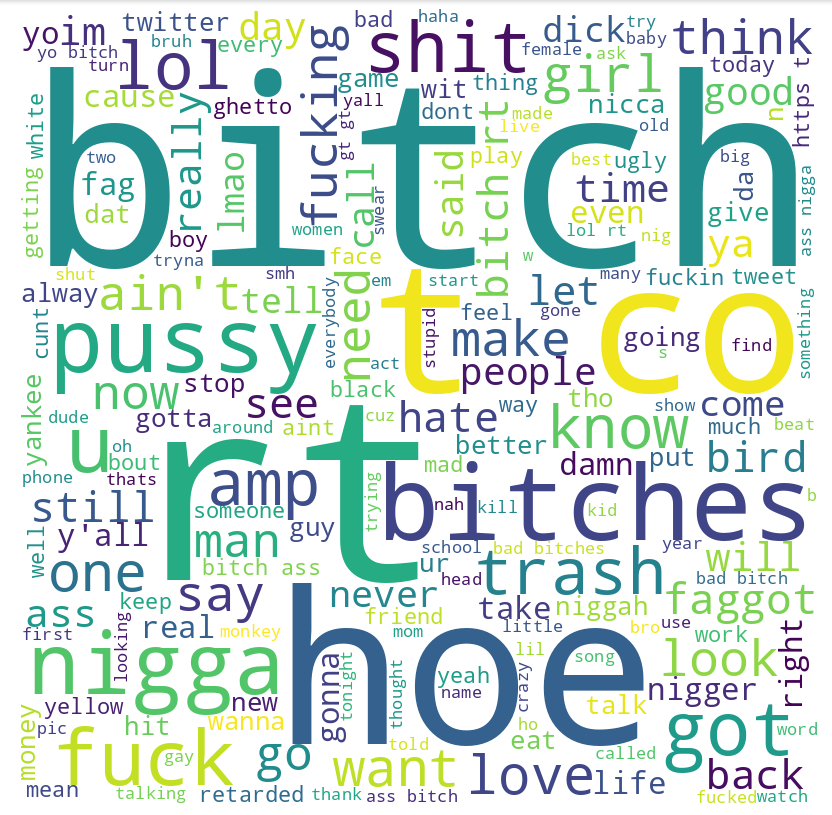 yoim twitter day bad haha dick try think
yo bitch bruh every lol fucking shit female baby
turn cause really ghetto game wit thing girl ask today
white yall dont made nicca good n https t
bitch t co rt hoe
two fag dat getting lmao call gt gt swear said play live old best ugly big
boy women time even da give ass nigga
tryna face bitch rt lol rt nig ya
shut smh em start w many fuckin tweet
alway ain't tell need let
cunt pussy everybody stupid feel gone going s find something
act make people
now stop see black hate way tho show come
yankee gotta cuz know much beat
dude u around aint better put bird
phone oh bout thats mad damn
still amp someone trying nah kill bitches kid b
well y'all man guy school bad bitches year will
one bitch ass ur head trash bad bitch
ass keep say never take niggah faggot
first real monkey friend little bro use work
looking mom lil song look right
nigga tonight thought yeah crazy nigger
yellow new name talk
money pic hit wanna gonna ho got word
fuck gay go told eat called
want love life back
mean talking retarded thank ass bitch fucked watch